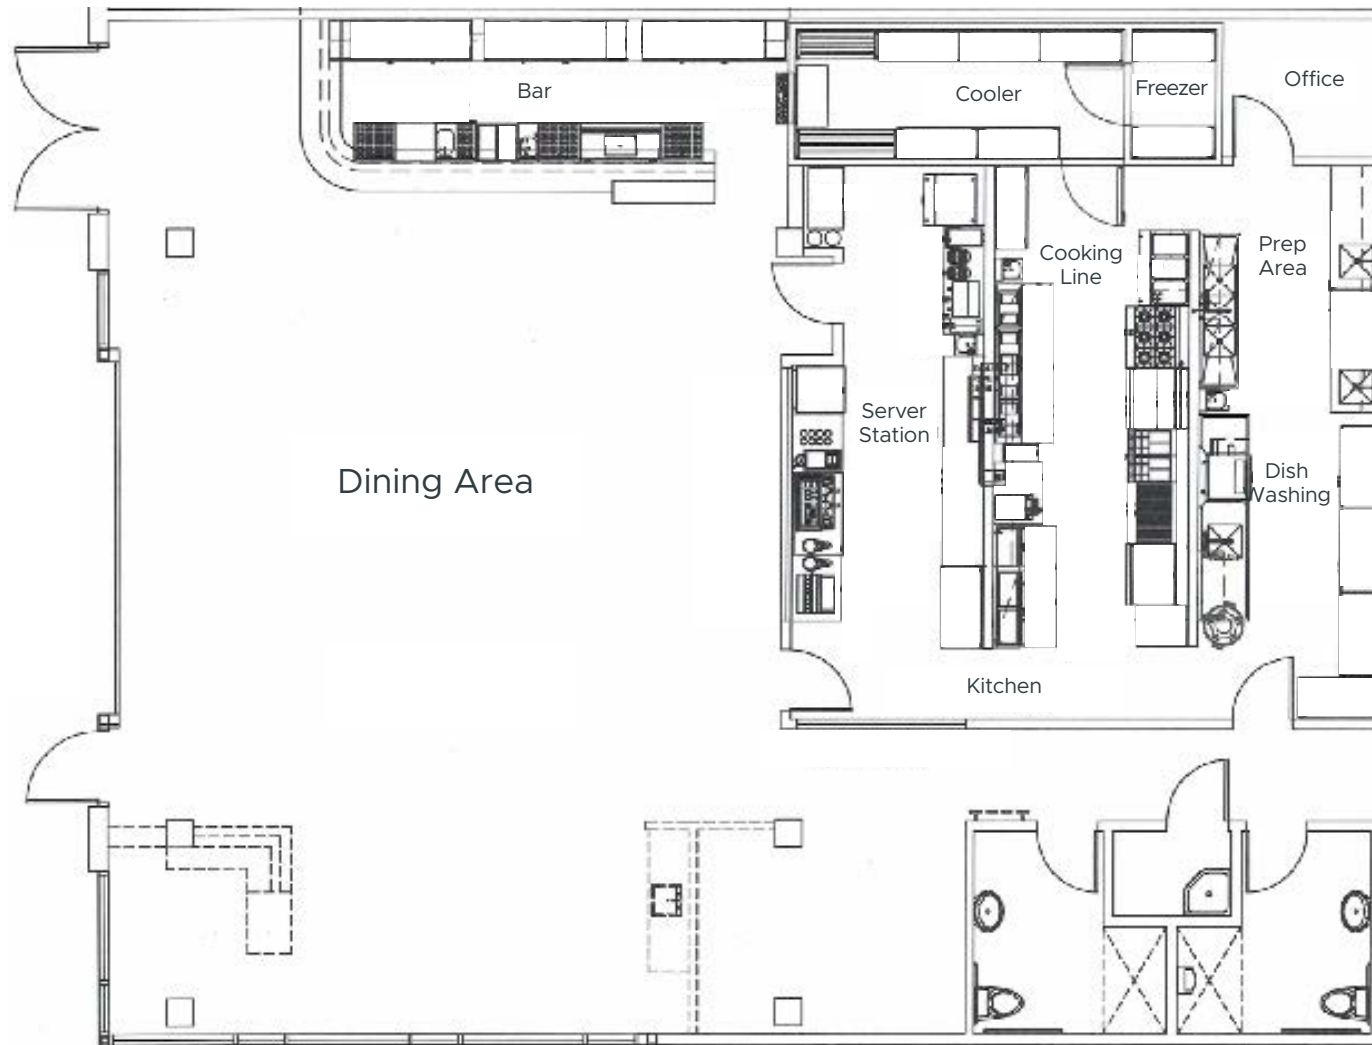 Bar
Cooler
Freezer
Office
Cooking
Line
Prep
Area
Server
Station
Dining Area
Dish
Washing
Kitchen